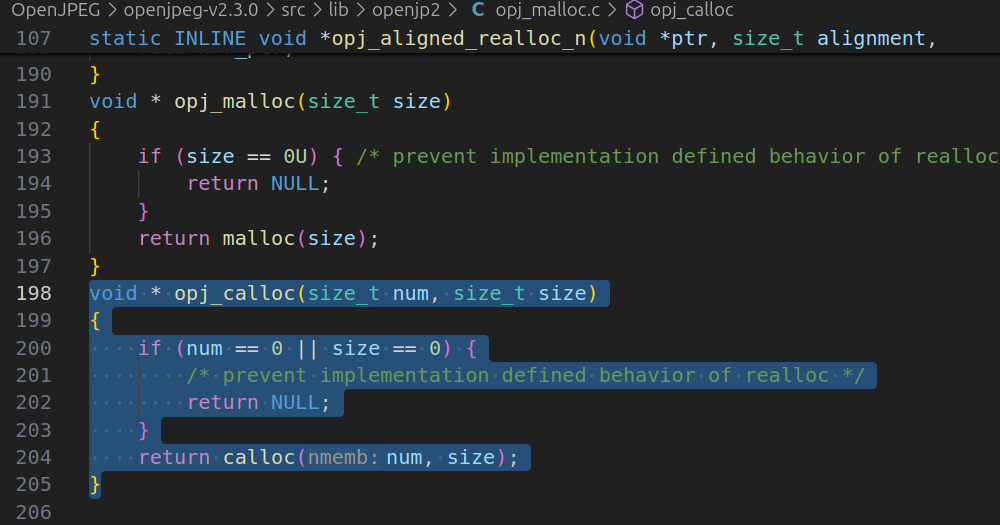 OpenJPEG > openjpeg-v2.3.0 > src > lib > openjp2 > C opj_malloc.c > opj_calloc
107 static INLINE void *opj_aligned_realloc_n(void *ptr, size_t alignment,
190 }
191 void * opj_malloc(size_t size)
192 {
193     if (size == 0U) { /* prevent implementation defined behavior of realloc
194         return NULL;
195     }
196     return malloc(size);
197 }
198 void * opj_calloc(size_t num, size_t size)
199 {
200     if (num == 0 || size == 0) {
201         /* prevent implementation defined behavior of realloc */
202         return NULL;
203     }
204     return calloc(nmemb: num, size);
205 }
206